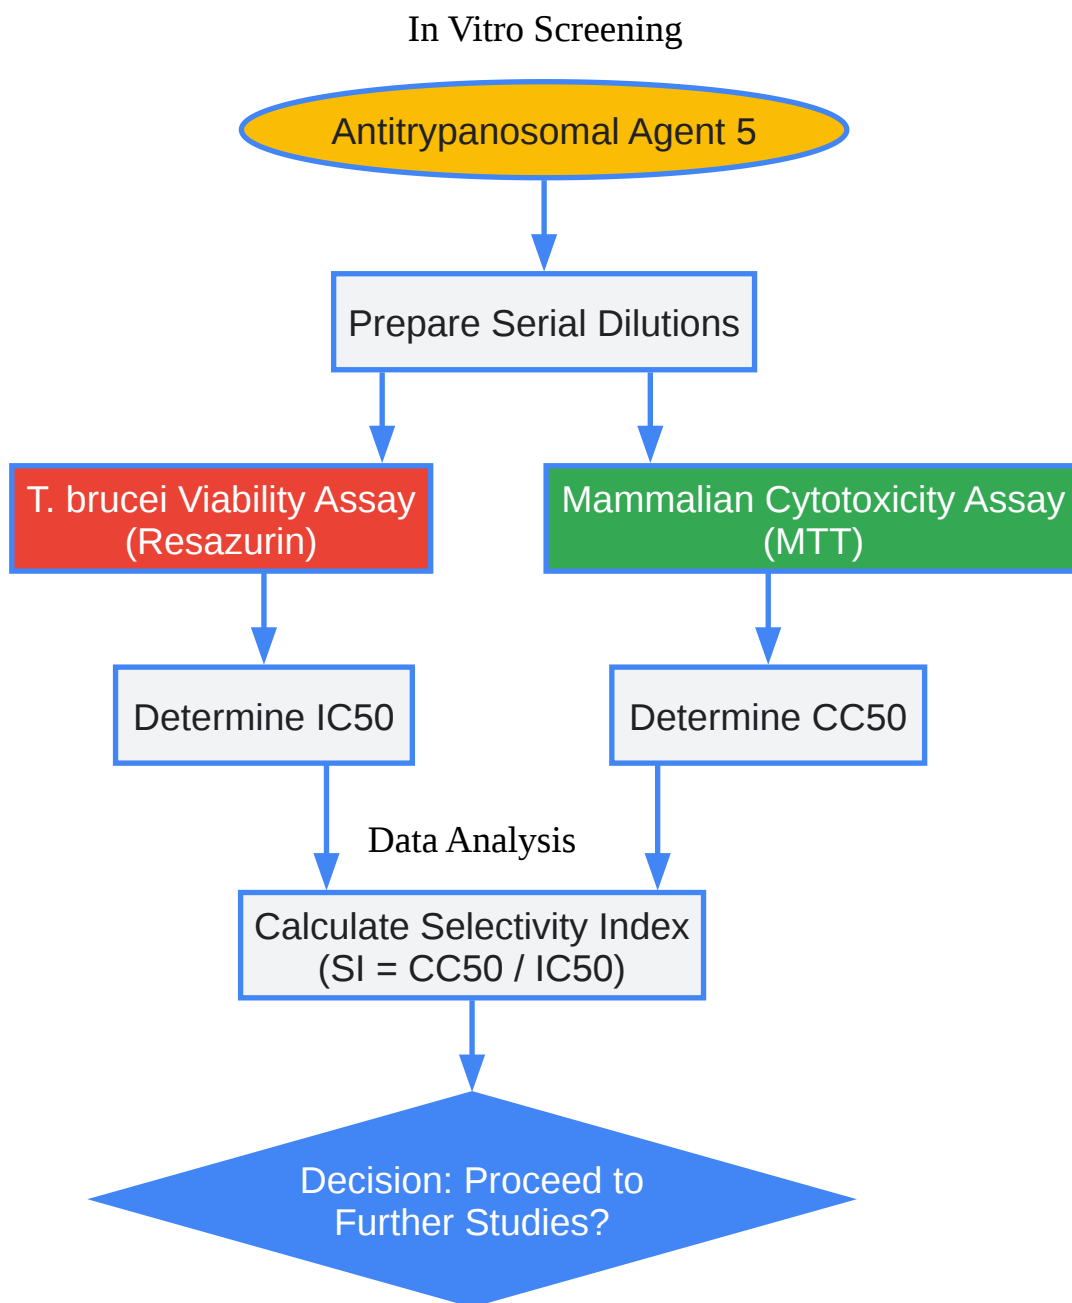 In Vitro Screening
Antitrypanosomal Agent 5
Prepare Serial Dilutions
T. brucei Viability Assay
(Resazurin)
Mammalian Cytotoxicity Assay
(MTT)
Determine IC50
Determine CC50
Data Analysis
Calculate Selectivity Index
(SI = CC50 / IC50)
Decision: Proceed to
Further Studies?